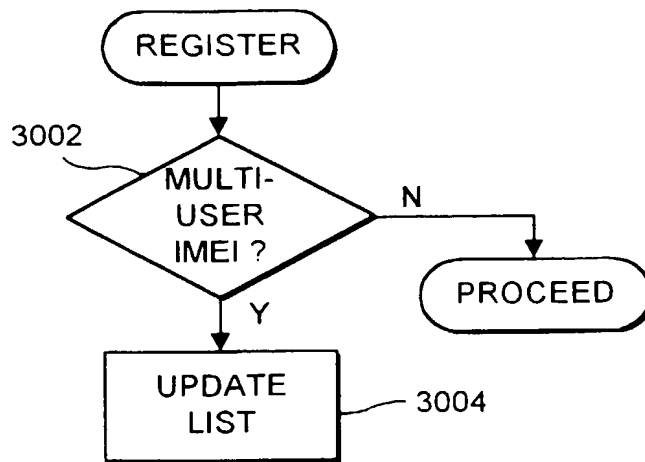 REGISTER
3002
MULTI-
USER
IMEI ?
N
PROCEED
Y
UPDATE
LIST
3004